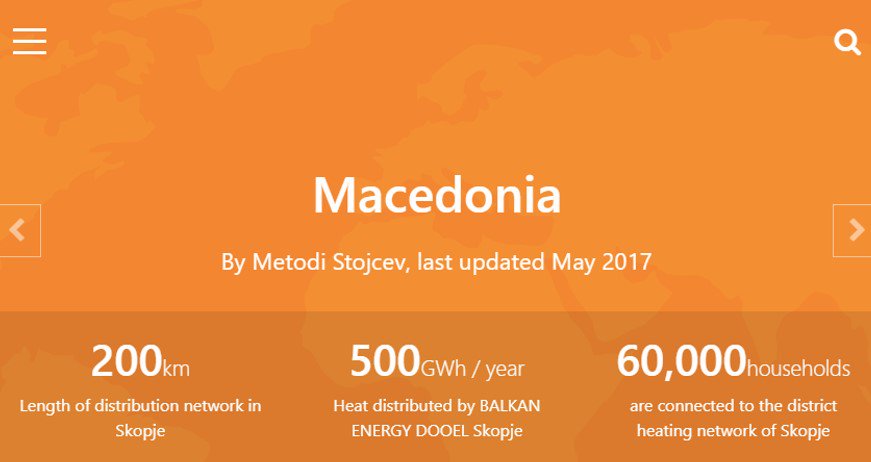 Macedonia
By Metodi Stojcev, last updated May 2017
200km
Length of distribution network in
Skopje
500GWh / year
Heat distributed by BALKAN
ENERGY DOOEL Skopje
60,000households
are connected to the district
heating network of Skopje